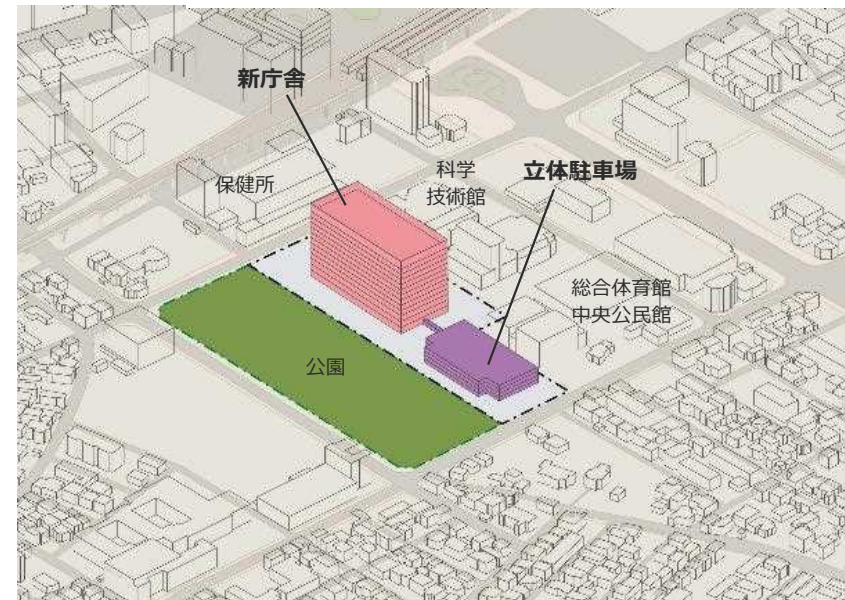 新庁舎
保健所
科学
技術館
立体駐車場
総合体育館
中央公民館
公園